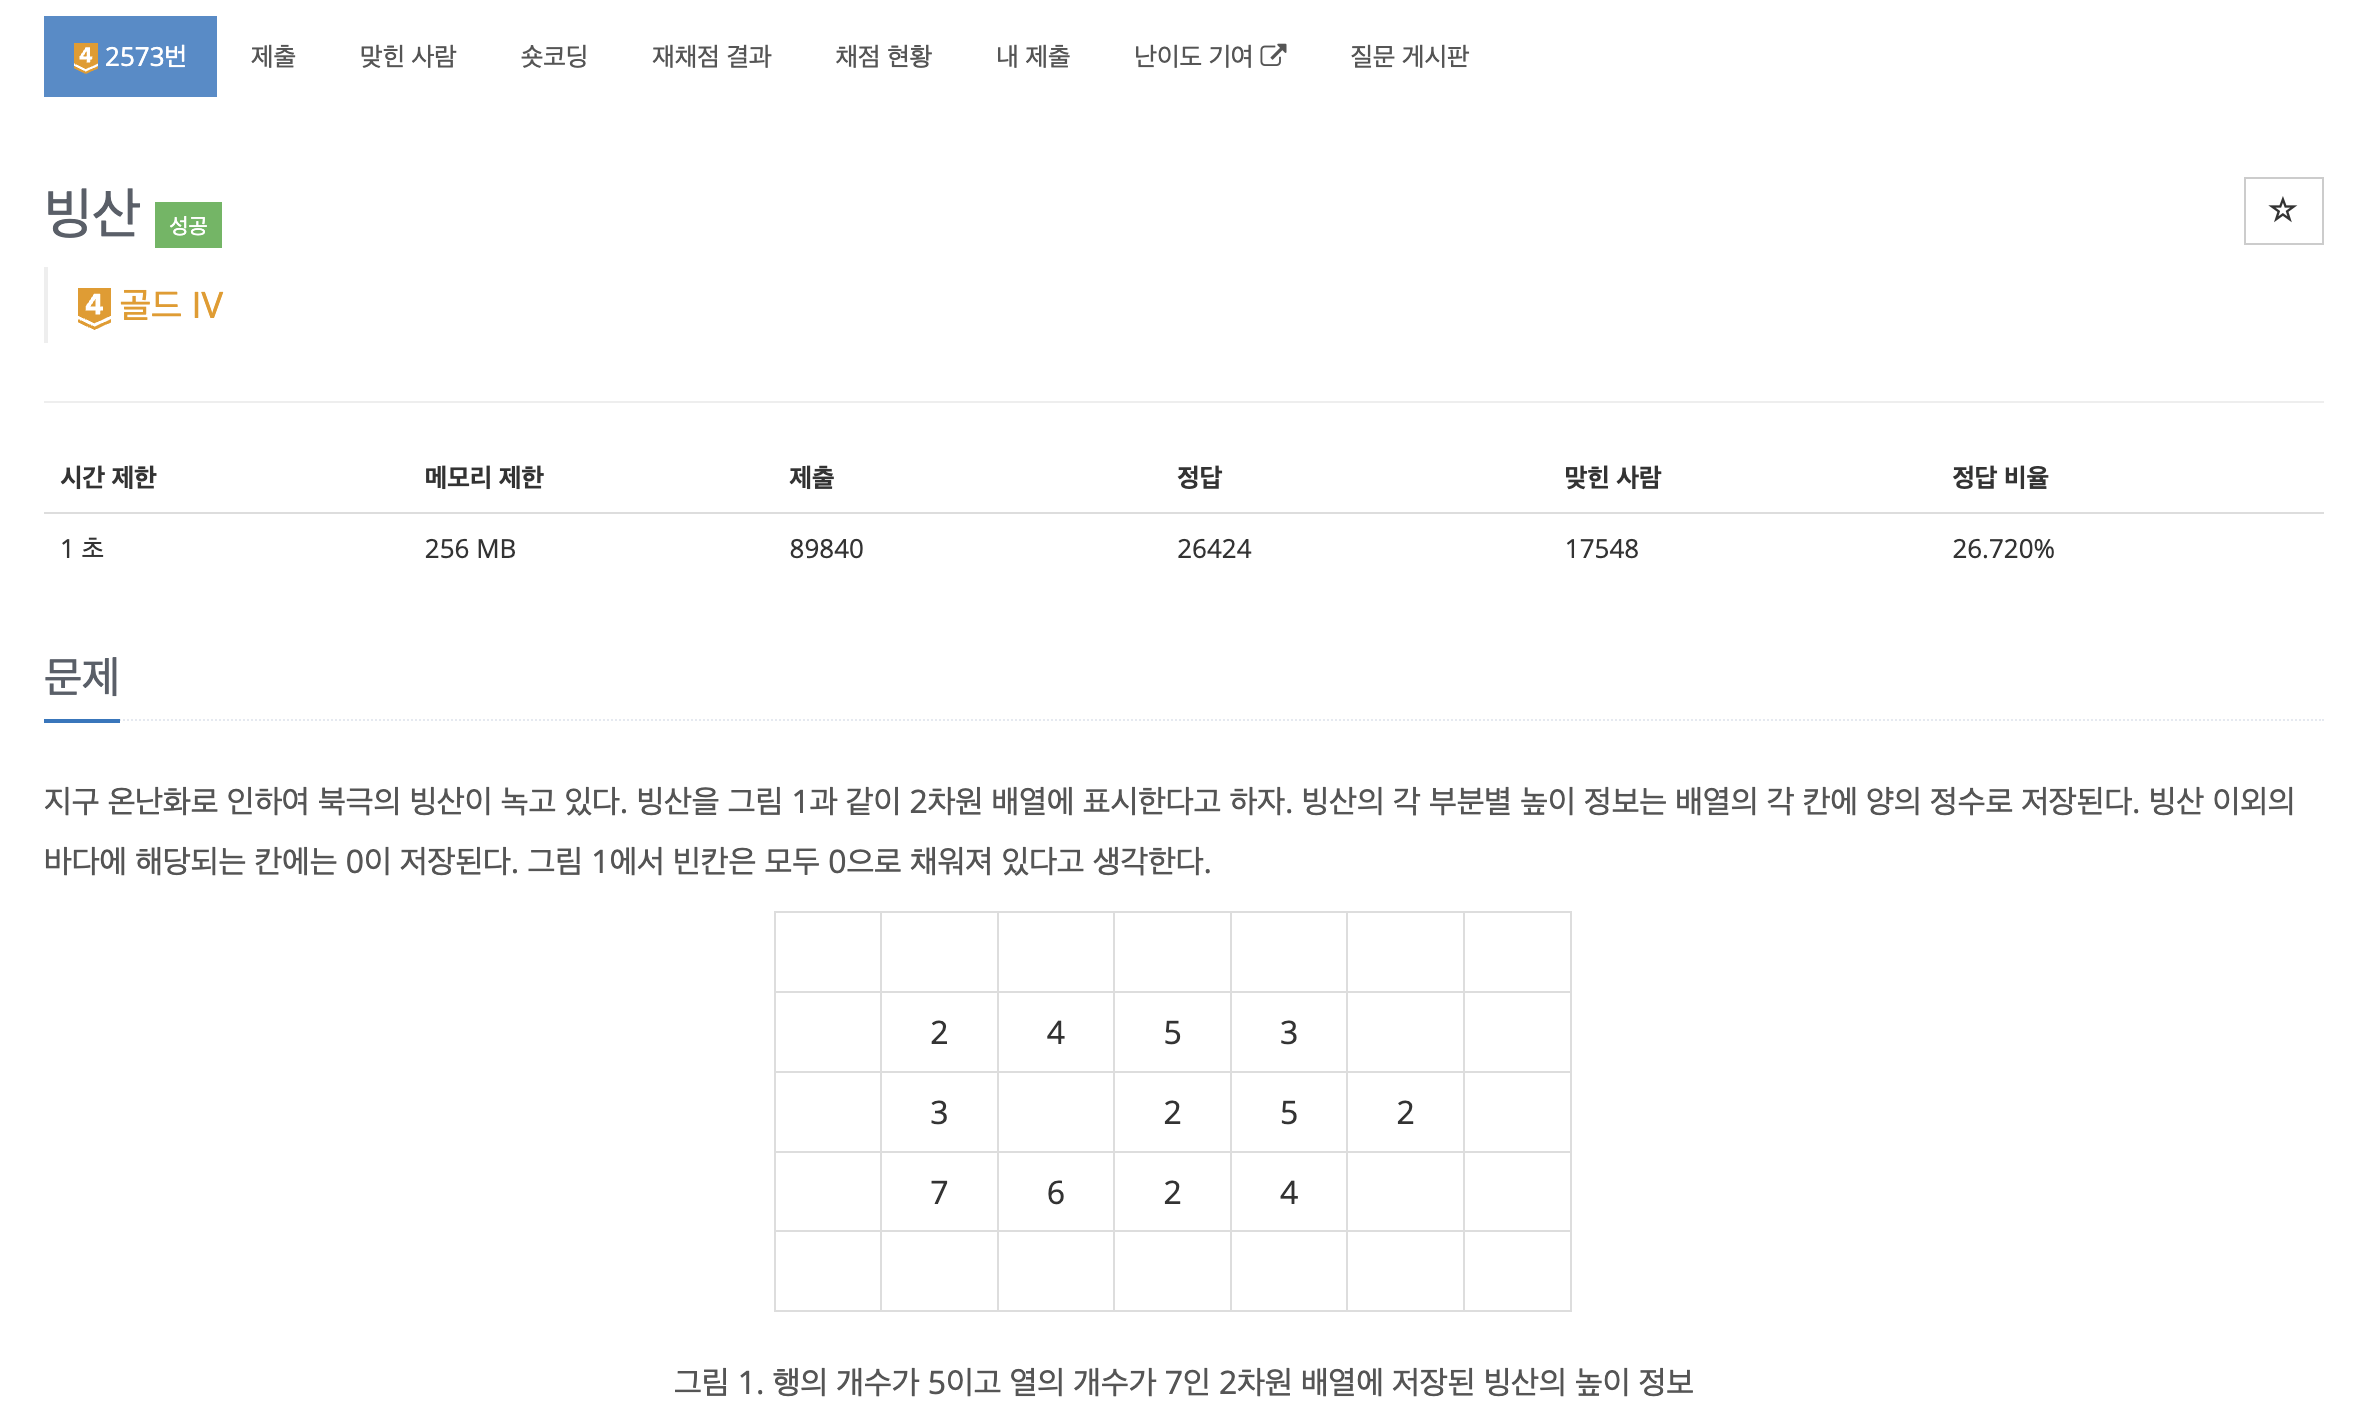 4 2573번 제출 맞힌 사람 숏코딩 재채점 결과 채점 현황 내 제출 난이도 기여 질문 게시판
빙산 성공
4 골드 IV
시간 제한 메모리 제한 제출 정답 맞힌 사람 정답 비율
1 초 256 MB 89840 26424 17548 26.720%
문제
지구 온난화로 인하여 북극의 빙산이 녹고 있다. 빙산을 그림 1과 같이 2차원 배열에 표시한다고 하자. 빙산의 각 부분별 높이 정보는 배열의 각 칸에 양의 정수로 저장된다. 빙산 이외의
바다에 해당되는 칸에는 0이 저장된다. 그림 1에서 빈칸은 모두 0으로 채워져 있다고 생각한다.
2 4 5 3
3 2 5 2
7 6 2 4
그림 1. 행의 개수가 5이고 열의 개수가 7인 2차원 배열에 저장된 빙산의 높이 정보